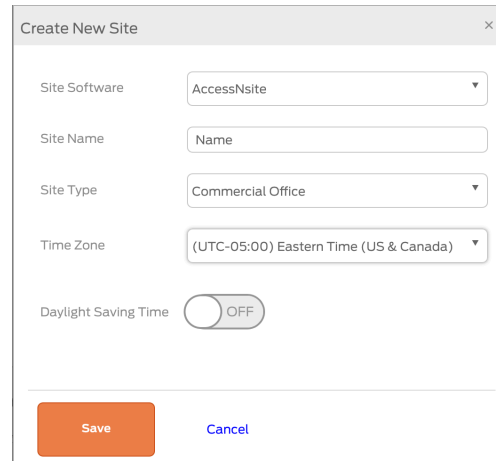 Create New Site ×
Site Software AccessNsite ▼
Site Name Name
Site Type Commercial Office ▼
Time Zone (UTC-05:00) Eastern Time (US & Canada) ▼
Daylight Saving Time OFF
Save Cancel